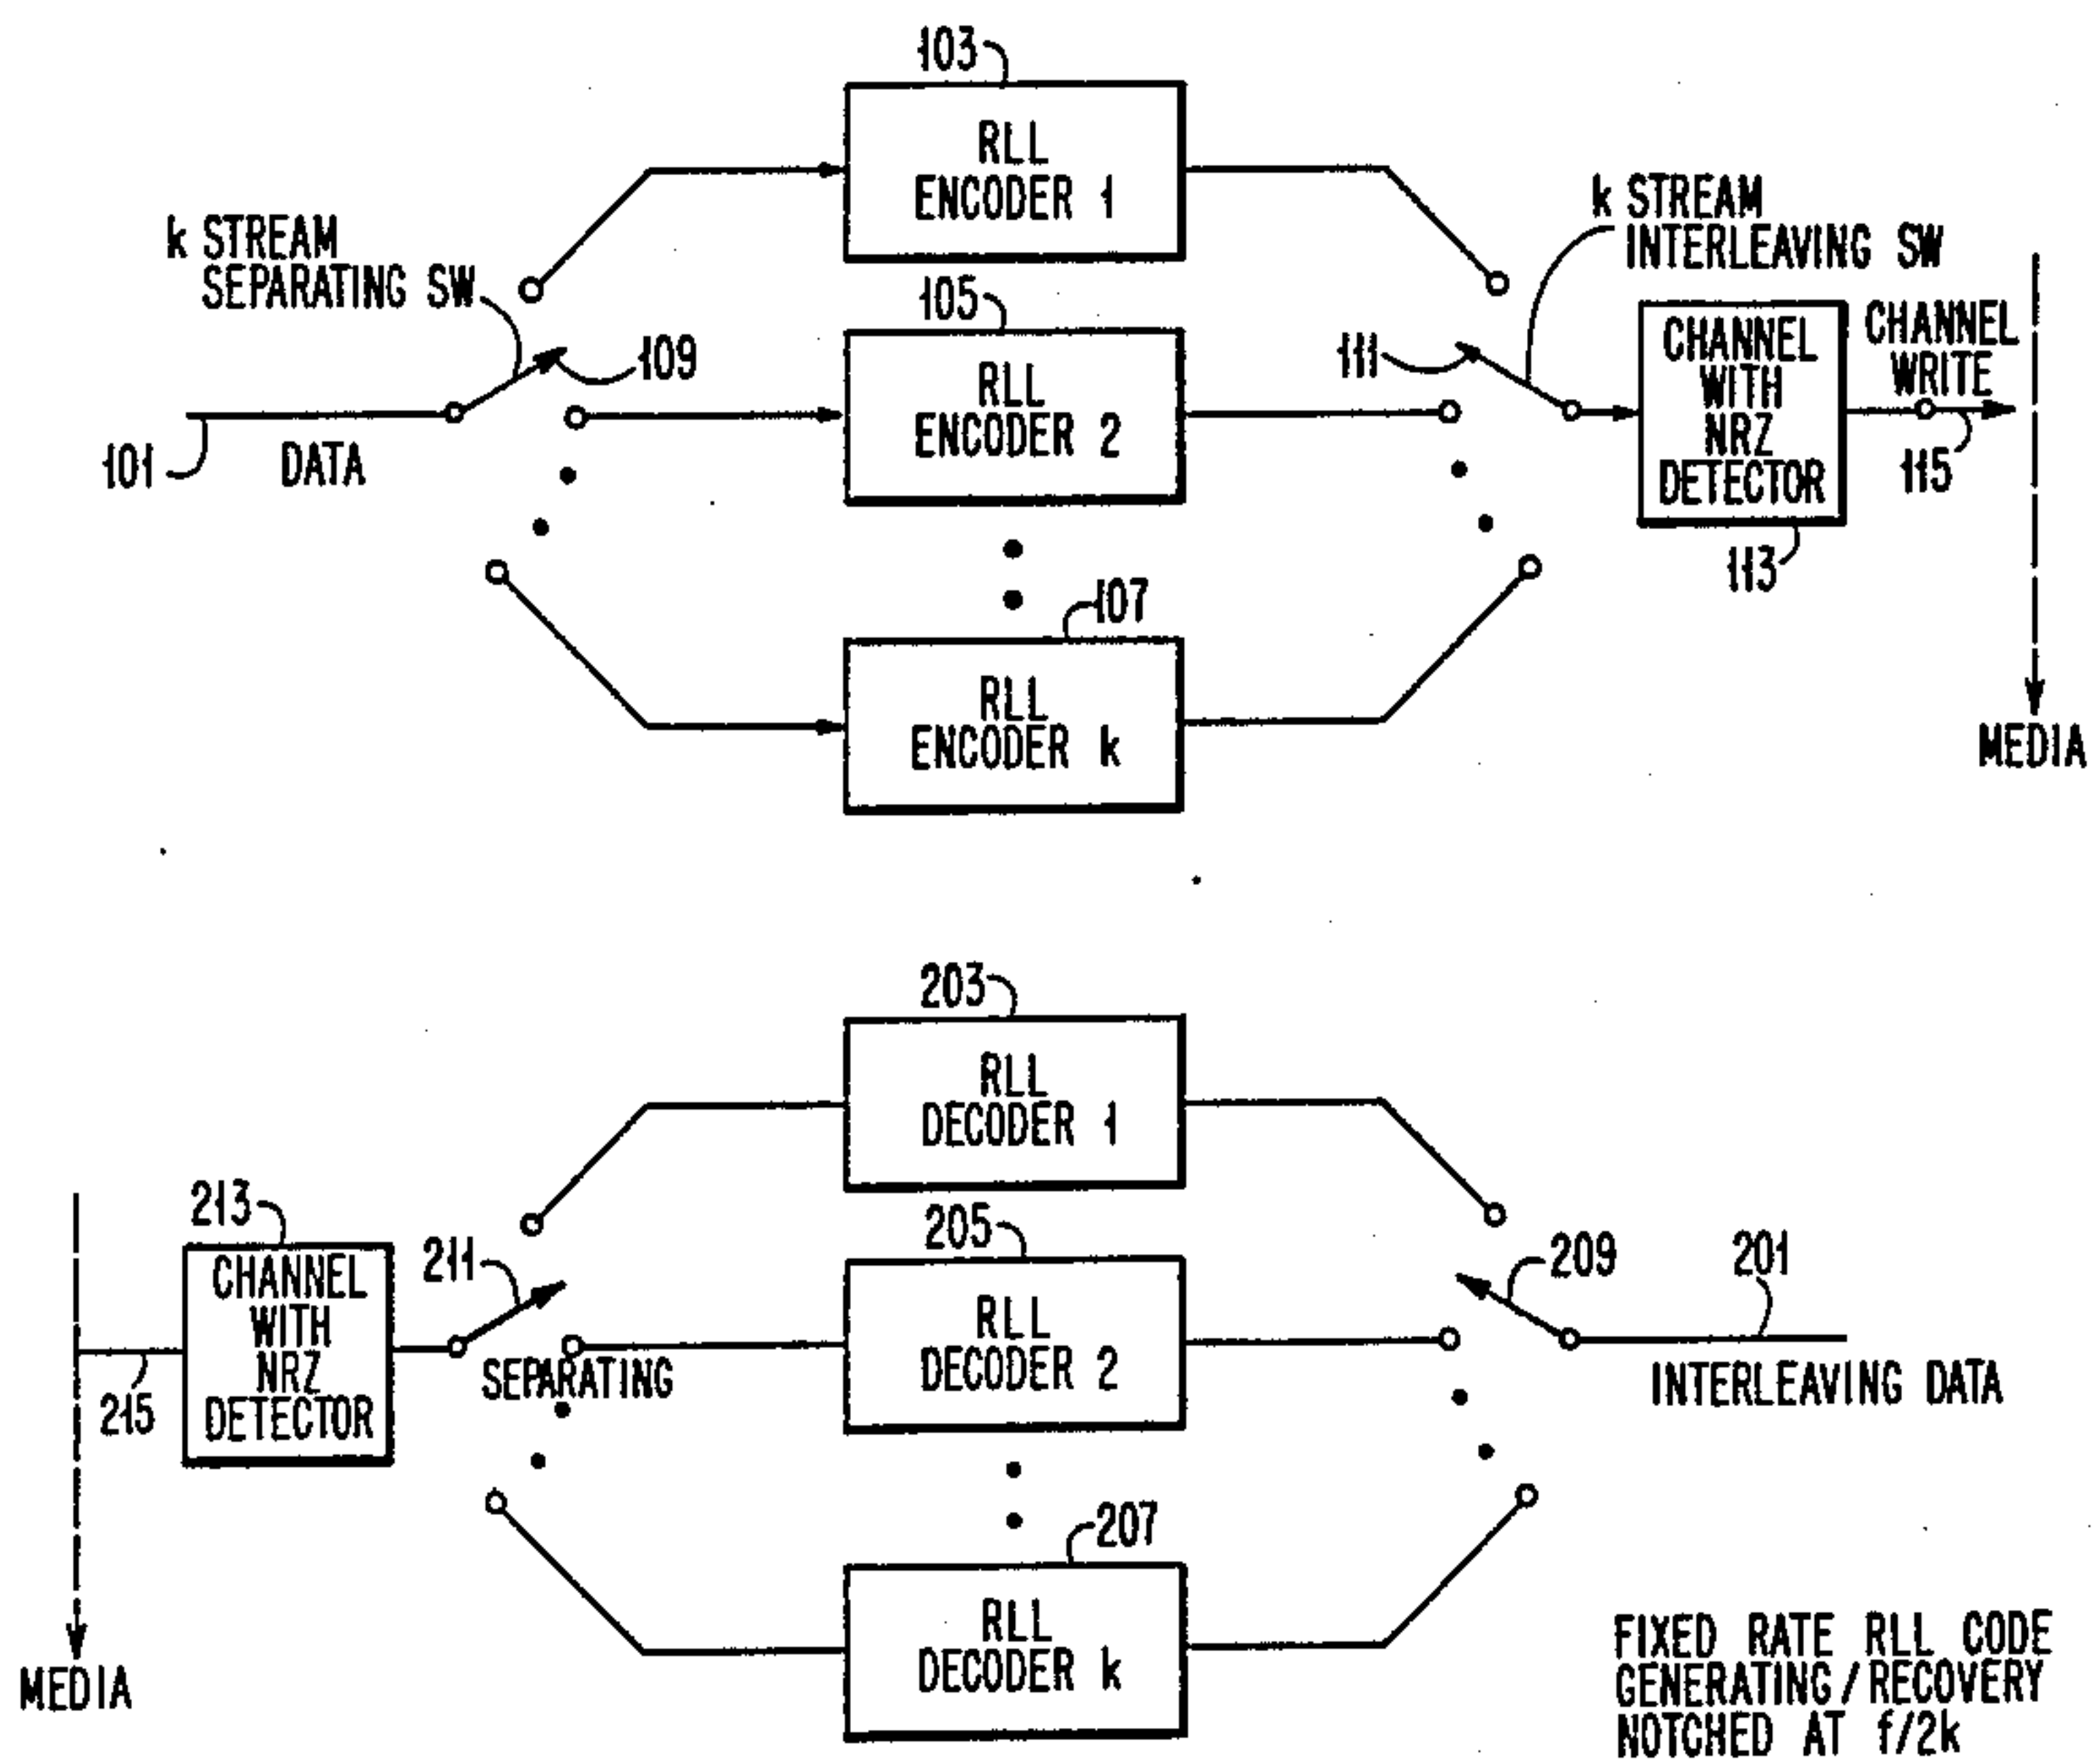 103
RLL
ENCODER 1
k STREAM
SEPARATING SW
k STREAM
INTERLEAVING SW
105
109
RLL
ENCODER 2
111
CHANNEL
WITH
NRZ
DETECTOR
CHANNEL
WRITE
101
DATA
115
113
107
RLL
ENCODER k
MEDIA
203
RLL
DECODER 1
213
CHANNEL
WITH
NRZ
DETECTOR
211
205
RLL
DECODER 2
209
201
215
SEPARATING
INTERLEAVING DATA
207
RLL
DECODER k
MEDIA
FIXED RATE RLL CODE
GENERATING/RECOVERY
NOTCHED AT f/2k